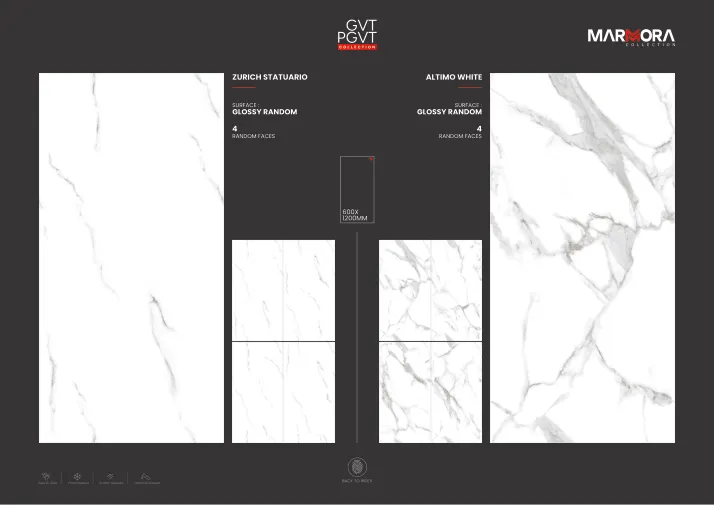 GVT
PGVT
COLLECTION
MARMORA
COLLECTION
ZURICH STATUARIO
SURFACE :
GLOSSY RANDOM
4
RANDOM FACES
ALTIMO WHITE
SURFACE :
GLOSSY RANDOM
4
RANDOM FACES
600X
1200MM
BACK TO INDEX